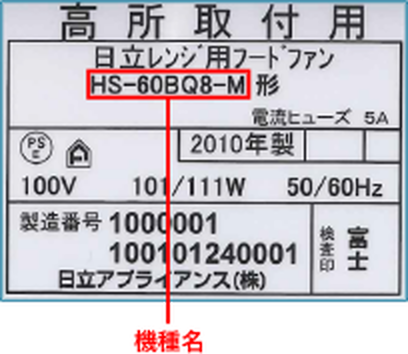 高所取付用
日立レンジ用フードファン
HS-60BQ8-M 形
電流ヒューズ 5A
PS
E
2010年製
100V 101/111W 50/60Hz
製造番号 1000001
100101240001
日立アプライアンス(株)
検査印
富士
機種名